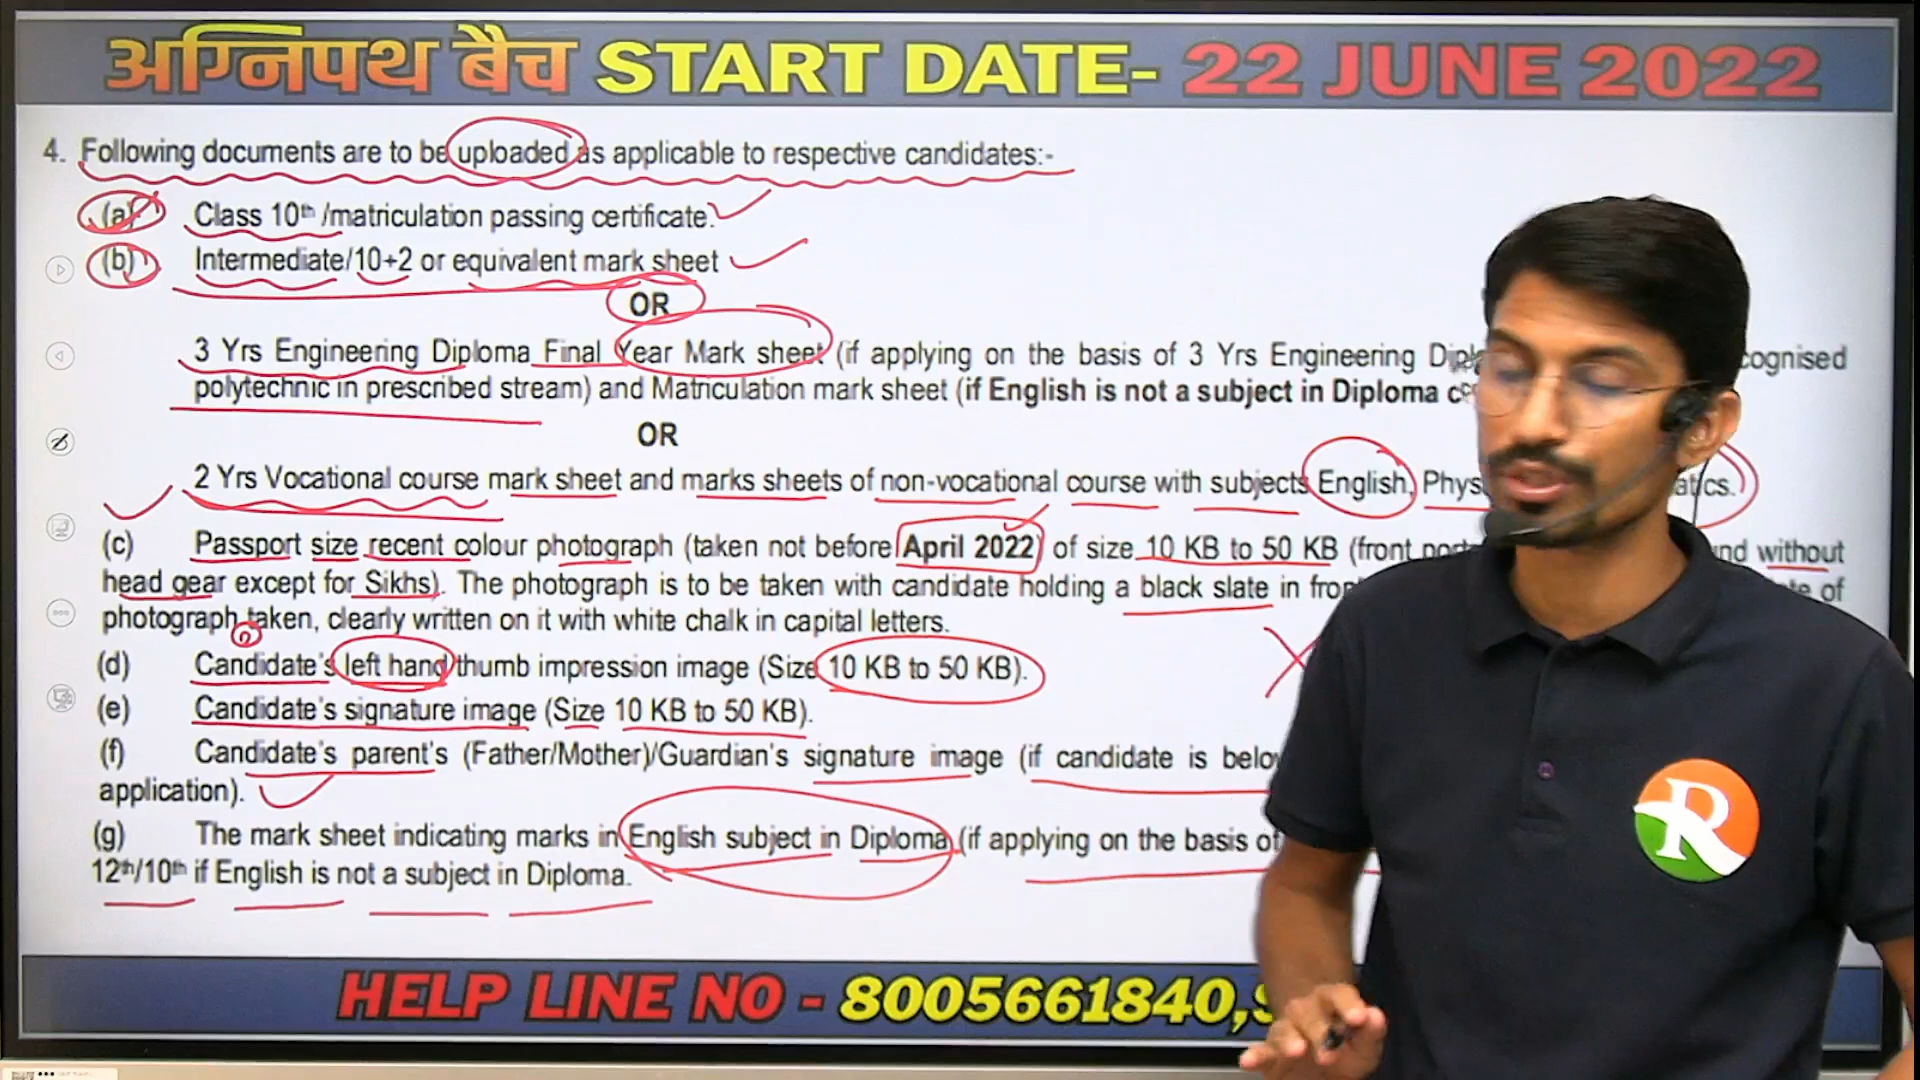 अग्निपथ बैच START DATE- 22 JUNE 2022
4. Following documents are to be uploaded as applicable to respective candidates:-
(a) Class 10th /matriculation passing certificate.
(b) Intermediate/10+2 or equivalent mark sheet
OR
3 Yrs Engineering Diploma Final Year Mark sheet (if applying on the basis of 3 Yrs Engineering
polytechnic in prescribed stream) and Matriculation mark sheet (if English is not a subject in Diploma
OR
2 Yrs Vocational course mark sheet and marks sheets of non-vocational course with subjects English,
(c) Passport size recent colour photograph (taken not before April 2022) of size 10 KB to 50 KB (front without
head gear except for Sikhs). The photograph is to be taken with candidate holding a black slate in of
photograph taken, clearly written on it with white chalk in capital letters.
(d) Candidate's left hand thumb impression image (Size 10 KB to 50 KB).
(e) Candidate's signature image (Size 10 KB to 50 KB).
(f) Candidate's parent's (Father/Mother)/Guardian's signature image (if candidate is
application).
(g) The mark sheet indicating marks in English subject in Diploma (if applying on the basis of
12th/10th if English is not a subject in Diploma.
HELP LINE NO - 8005661840,
R